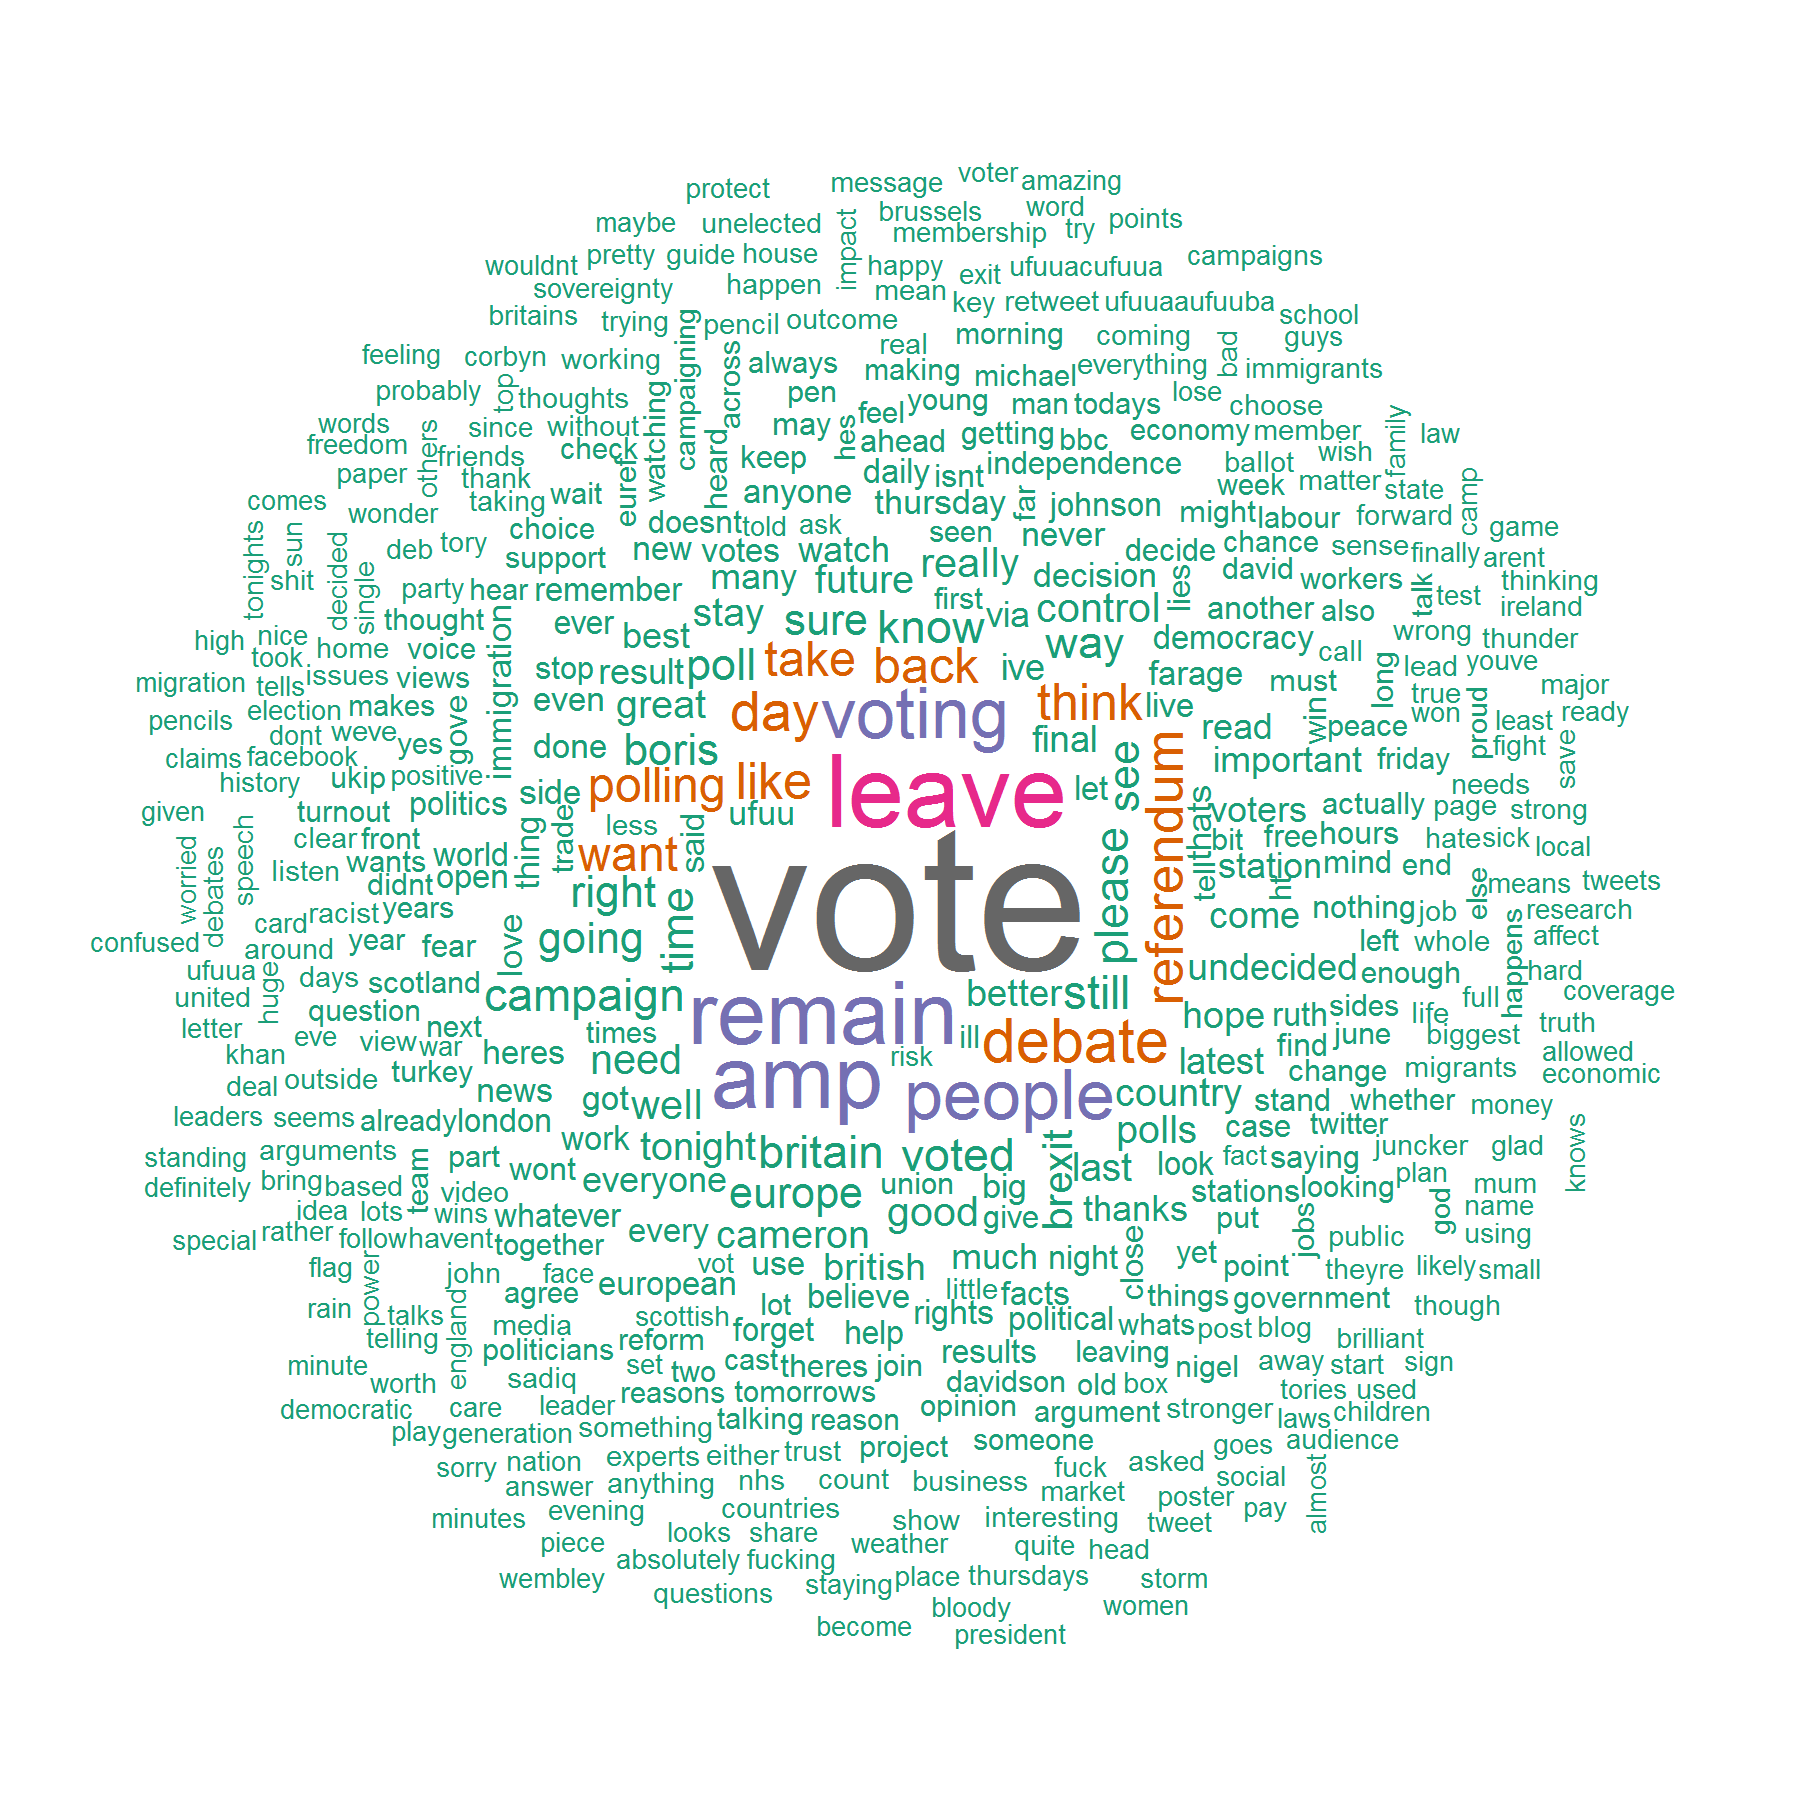 protect message voter amazing
maybe unelected brussels word points
impact membership try
wouldnt pretty guide house happy exit ufuuacufuua campaigns
sovereignty happen mean key retweet ufuuaaufuuba school
britains trying pencil outcome morning coming guys
feeling corbyn working campaigning across always real making michael everything bad immigrants
probably top thoughts watching pen feel young man todays lose choose
words since without heard may hes ahead getting bbc economy member family law
freedom others friends check euref keep daily isnt independence ballot wish
paper thank taking wait anyone thursday far johnson week matter state camp
comes wonder choice doesnt told ask seen never might labour forward game
tonights sun decided deb tory support new votes watch really decide chance sense finally arent
shit single party hear remember many future decision lies david workers talk test thinking
thought ever best stay sure know first via control another also ireland
high nice home voice immigration way democracy call wrong thunder
took issues views stop result poll take back ive farage must long lead youve
migration tells makes gove even great day voting think live win peace true proud major
pencils election dont weve yes done boris final read won least ready
claims facebook ukip positive polling like leave let see referendum important friday fight save
history side needs
given turnout politics trade less ufuu voters actually page strong
clear front thing want said vote please thats bit free hours hate sick local
worried debates speech listen wants world right tell station mind end means tweets
didnt open ht else
card racist years love going time come nothing job research
confused around year fear left whole happens affect
ufuua huge days scotland campaign remain better still undecided enough hard
united question full coverage
letter eve view next times ill debate hope ruth sides life biggest truth
khan war heres need risk latest find june allowed
deal outside turkey news amp people country change migrants economic
leaders seems already london got well stand whether money
standing arguments team part work tonight britain voted brexit polls case twitter juncker glad knows
definitely bring based video wont everyone europe union big last look fact saying plan mum
idea lots wins whatever every good give thanks stations looking god name
special rather follow havent together cameron much night close put jobs public using
flag power john face european vot use british yet point theyre likely small
rain talks england agree scottish lot believe little facts things government though
telling media reform forget help rights political whats post blog brilliant
minute politicians set two cast theres join results leaving nigel away start sign
worth sadiq reasons tomorrows davidson old box tories used
democratic care leader talking reason opinion argument stronger laws children
play generation something project someone goes audience
sorry nation experts either trust fuck asked social almost
answer anything nhs count business market poster pay
minutes evening countries show interesting tweet
piece looks share weather quite head
wembley absolutely fucking staying place thursdays storm
questions bloody women
become president